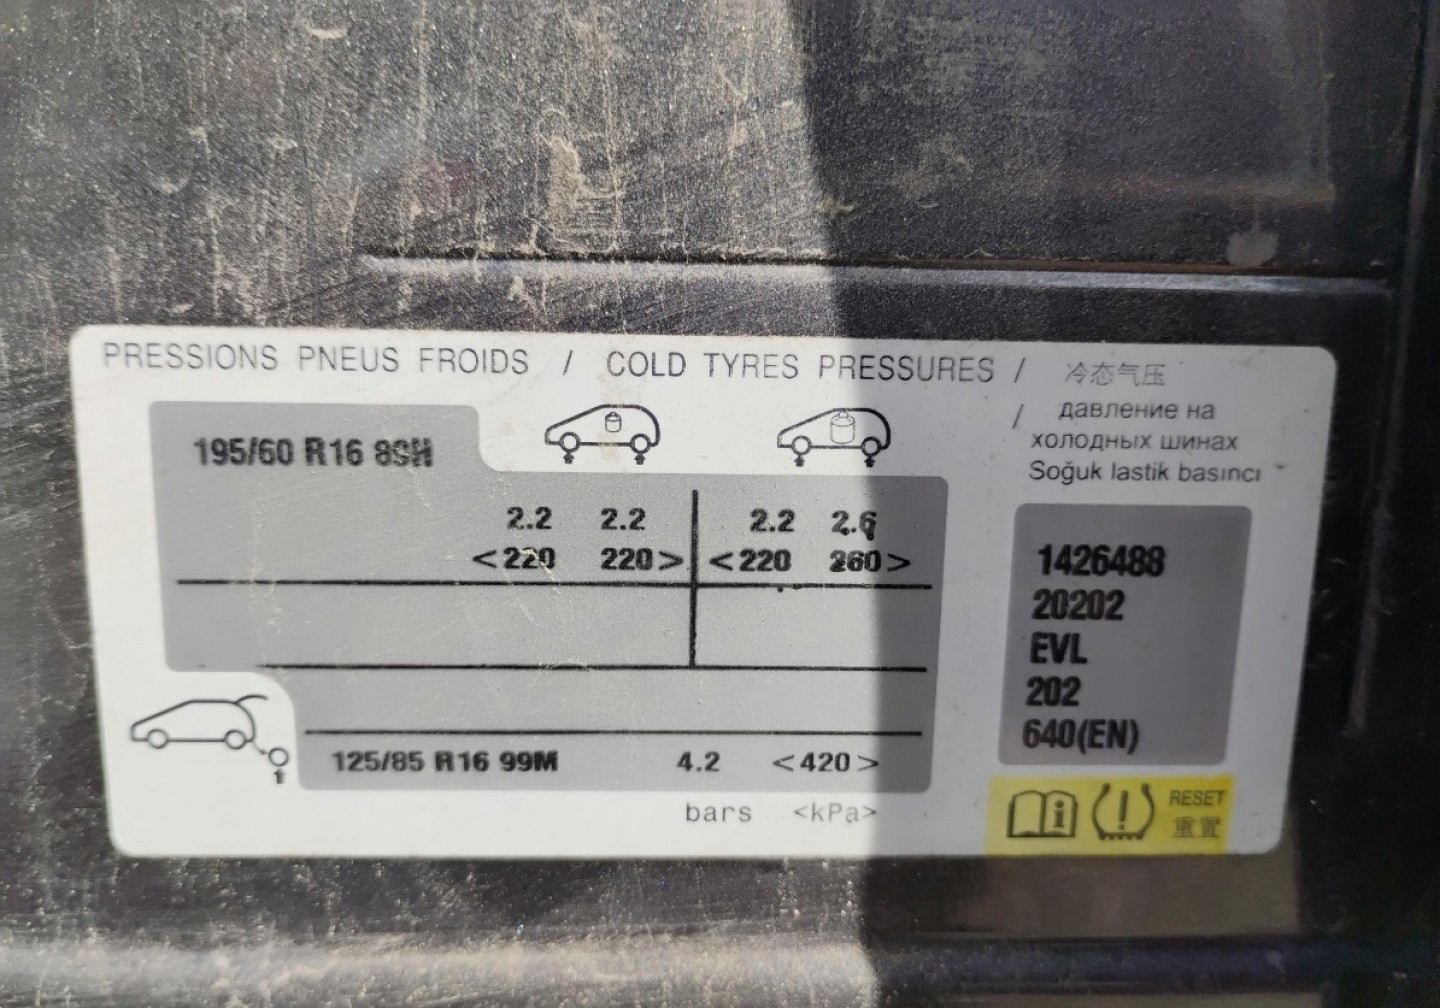 PRESSIONS PNEUS FROIDS / COLD TYRES PRESSURES / 冷态气压
/ давление на
холодных шинах
Soğuk lastik basıncı
195/60 R16
2.2 2.2 2.2 2.6
<220 220> <220 260>
125/85 R16 99M 4.2 <420>
bars <kPa>
1426488
20202
EVL
202
640(EN)
RESET
重置